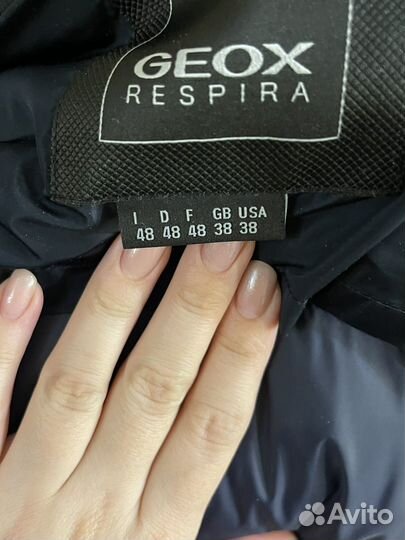 GEOX
RESPIRA
I D F GB USA
48 48 48 38 38
Avito